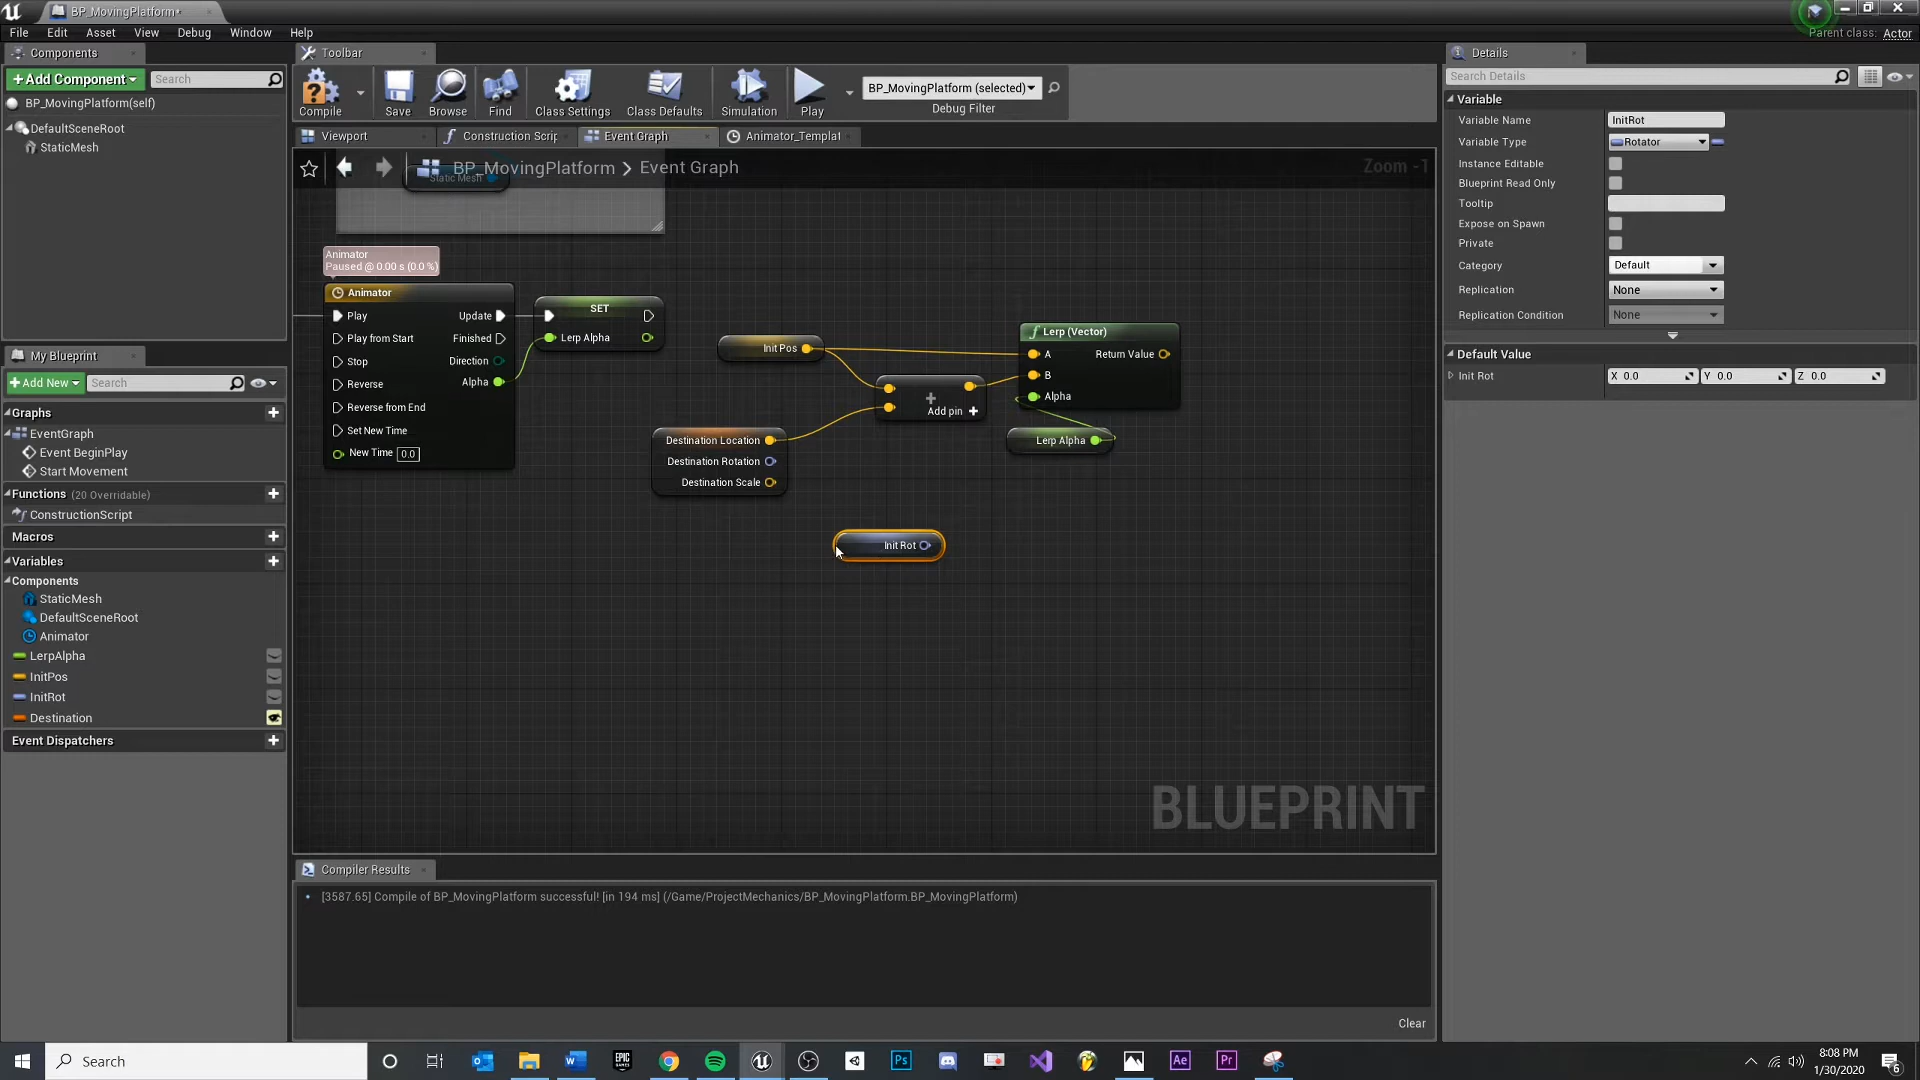 BP_MovingPlatform*
File Edit Asset View Debug Window Help
Parent class: Actor
Components
+Add Component
Search
BP_MovingPlatform(self)
DefaultSceneRoot
StaticMesh
Toolbar
Compile
Save
Browse
Find
Class Settings
Class Defaults
Simulation
Play
BP_MovingPlatform (selected)
Debug Filter
Viewport
Construction Scrip
Event Graph
Animator_Templat
BP_MovingPlatform > Event Graph
Zoom -1
Static Mesh
Animator
Paused @ 0.00 s (0.0 %)
Animator
Play
Play from Start
Stop
Reverse
Reverse from End
Set New Time
New Time 0.0
Update
Finished
Direction
Alpha
SET
Lerp Alpha
Init Pos
Add pin +
Destination Location
Destination Rotation
Destination Scale
Lerp (Vector)
A
B
Alpha
Return Value
Lerp Alpha
Init Rot
BLUEPRINT
My Blueprint
+Add New
Search
Graphs
EventGraph
Event BeginPlay
Start Movement
Functions (20 Overridable)
ConstructionScript
Macros
Variables
Components
StaticMesh
DefaultSceneRoot
Animator
LerpAlpha
InitPos
InitRot
Destination
Event Dispatchers
Compiler Results
[3587.65] Compile of BP_MovingPlatform successful! [in 194 ms] (/Game/ProjectMechanics/BP_MovingPlatform.BP_MovingPlatform)
Clear
Details
Search Details
Variable
Variable Name InitRot
Variable Type Rotator
Instance Editable
Blueprint Read Only
Tooltip
Expose on Spawn
Private
Category Default
Replication None
Replication Condition None
Default Value
Init Rot X 0.0 Y 0.0 Z 0.0
Search
EPIC GAMES
Ps
Ae
Pr
8:08 PM
1/30/2020
6